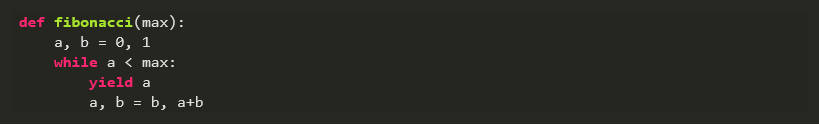 def fibonacci(max):
    a, b = 0, 1
    while a < max:
        yield a
        a, b = b, a+b